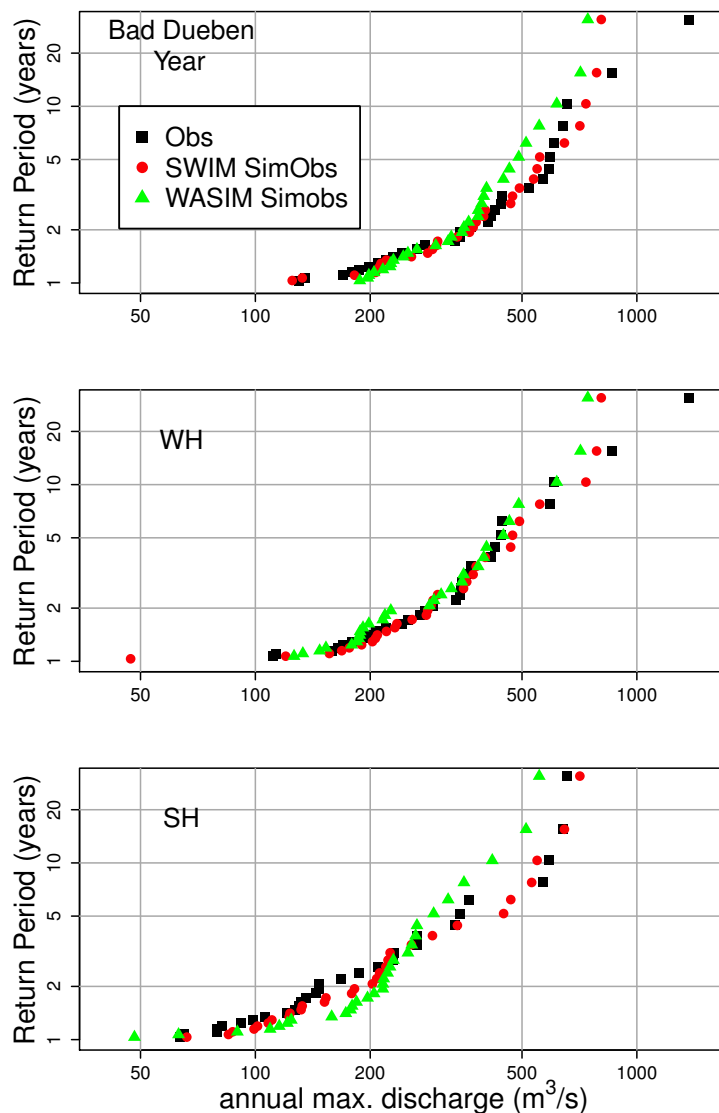 Bad Dueben
Year
Obs
SWIM SimObs
WASIM Simobs
Return Period (years)
1 2 5 10 20
50 100 200 500 1000
WH
Return Period (years)
1 2 5 10 20
50 100 200 500 1000
SH
Return Period (years)
1 2 5 10 20
50 100 200 500 1000
annual max. discharge (m³/s)